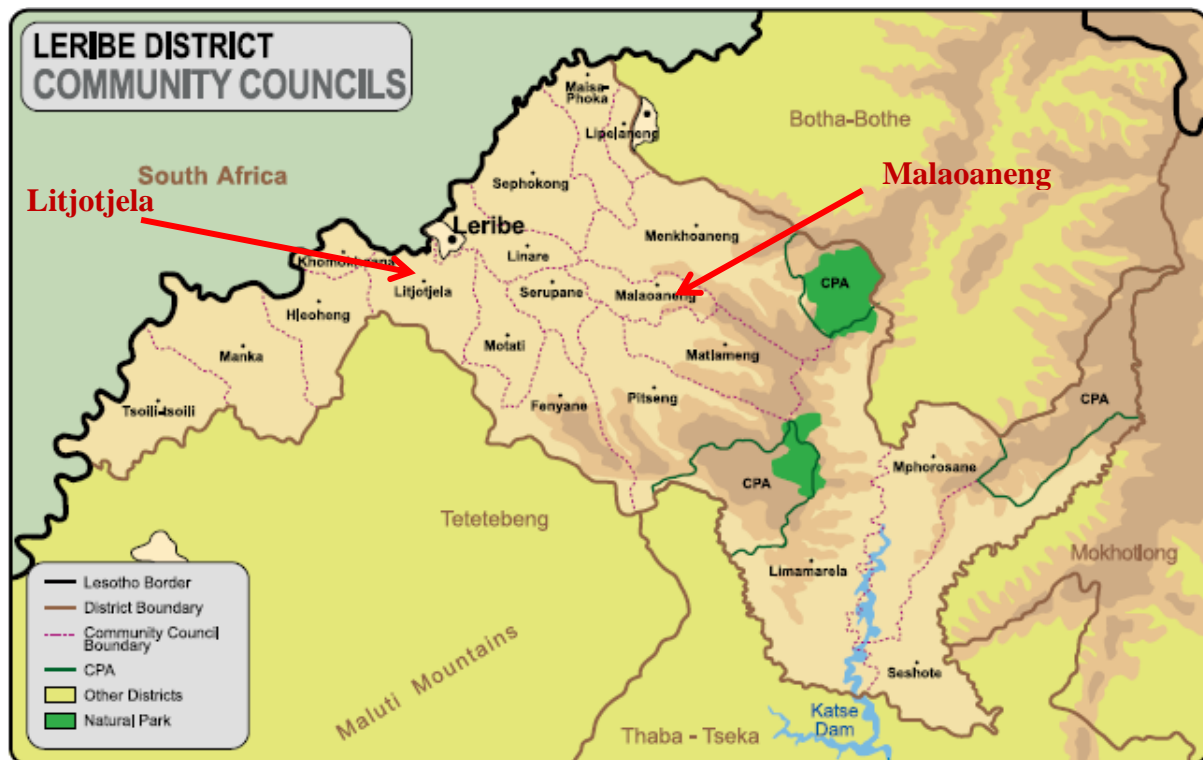 LERIBE DISTRICT
COMMUNITY COUNCILS
Maisa-
Phoka
Lipelaneng
Botha-Bothe
South Africa
Malaoaneng
Litjotjela
Sephokong
Leribe
Menkhoaneng
Linare
CPA
Litjotjela
Serupane
Malaoaneng
Hleoheng
Manka
Motati
Matlameng
Tsoili-tsoili
Fenyane
Pitseng
CPA
Mphorosane
CPA
Tetetebeng
Limamarela
Mokhotlong
Seshote
Maluti Mountains
Katse
Dam
Thaba - Tseka
Lesotho Border
District Boundary
Community Council
Boundary
CPA
Other Districts
Natural Park